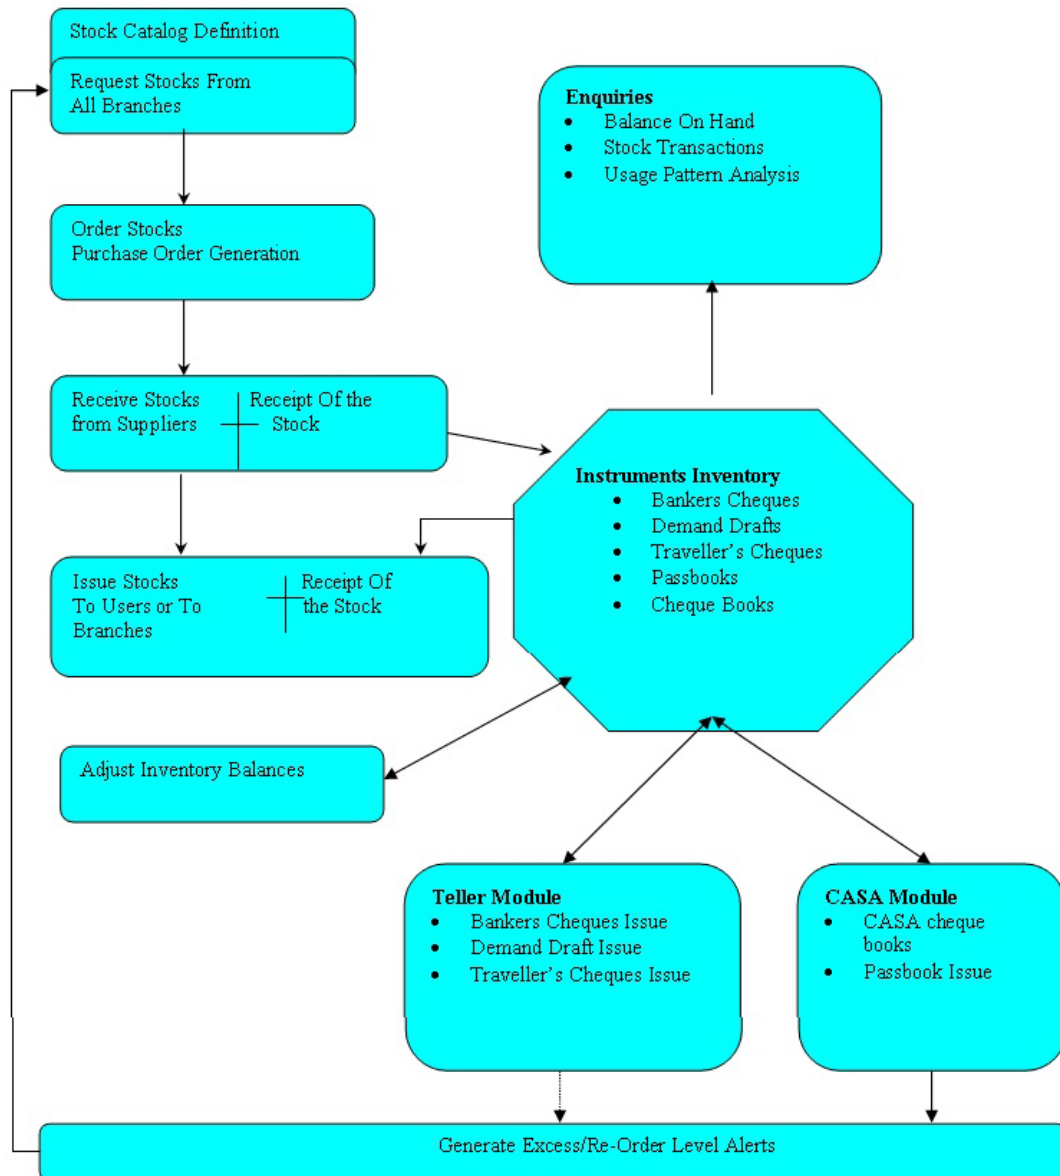 Stock Catalog Definition
Request Stocks From
All Branches
Enquiries
• Balance On Hand
• Stock Transactions
• Usage Pattern Analysis
Order Stocks
Purchase Order Generation
Receive Stocks
from Suppliers
Receipt Of the
Stock
Instruments Inventory
• Bankers Cheques
• Demand Drafts
• Traveller's Cheques
• Passbooks
• Cheque Books
Issue Stocks
To Users or To
Branches
Receipt Of
the Stock
Adjust Inventory Balances
Teller Module
• Bankers Cheques Issue
• Demand Draft Issue
• Traveller's Cheques Issue
CASA Module
• CASA cheque
books
• Passbook Issue
Generate Excess/Re-Order Level Alerts